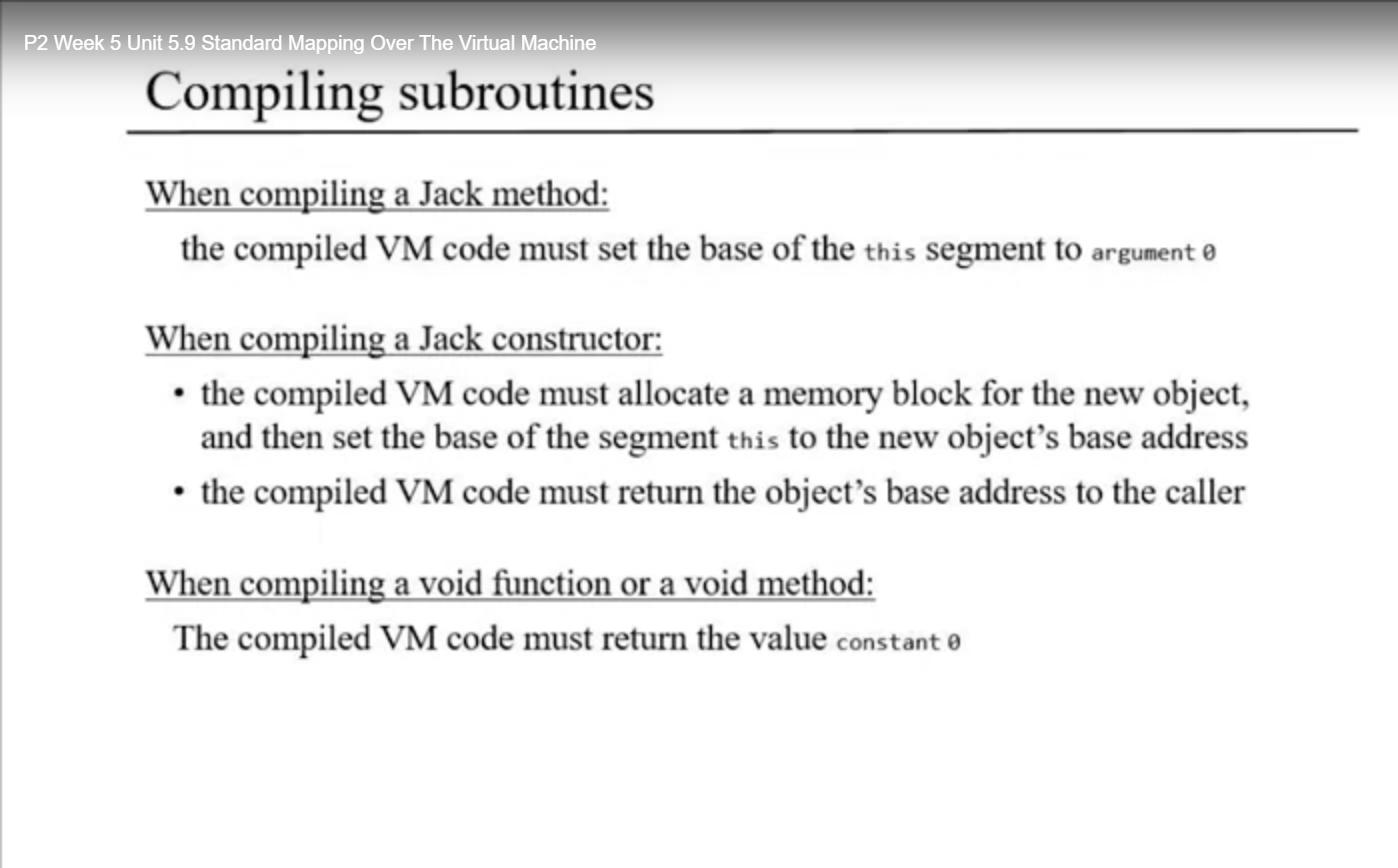 P2 Week 5 Unit 5.9 Standard Mapping Over The Virtual Machine
Compiling subroutines
When compiling a Jack method:
the compiled VM code must set the base of the this segment to argument 0
When compiling a Jack constructor:
• the compiled VM code must allocate a memory block for the new object,
and then set the base of the segment this to the new object’s base address
• the compiled VM code must return the object’s base address to the caller
When compiling a void function or a void method:
The compiled VM code must return the value constant 0